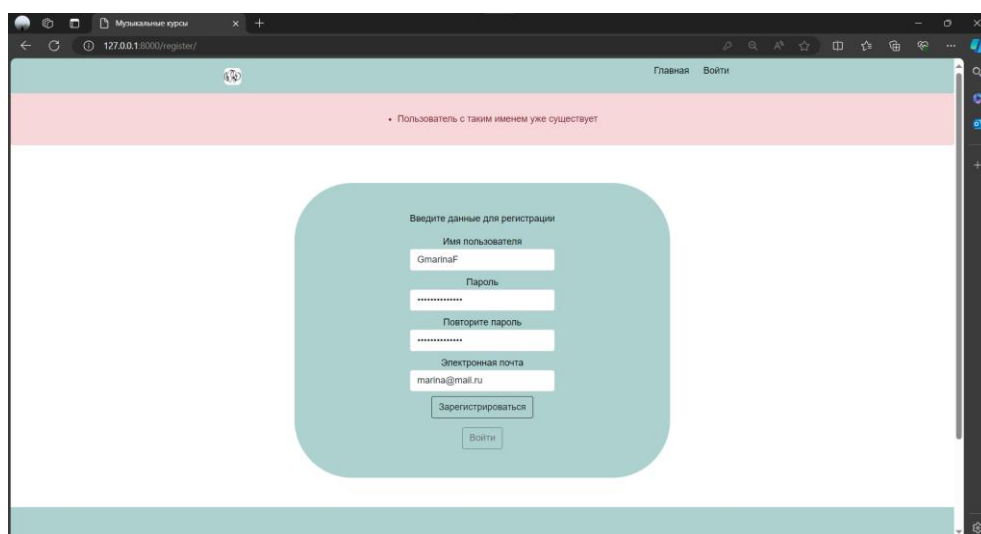 Музыкальные курсы
127.0.0.1:8000/register/
Главная Войти
Пользователь с таким именем уже существует
Введите данные для регистрации
Имя пользователя
GmarinaF
Пароль
••••••••••••••
Повторите пароль
••••••••••••••
Электронная почта
marina@mail.ru
Зарегистрироваться
Войти